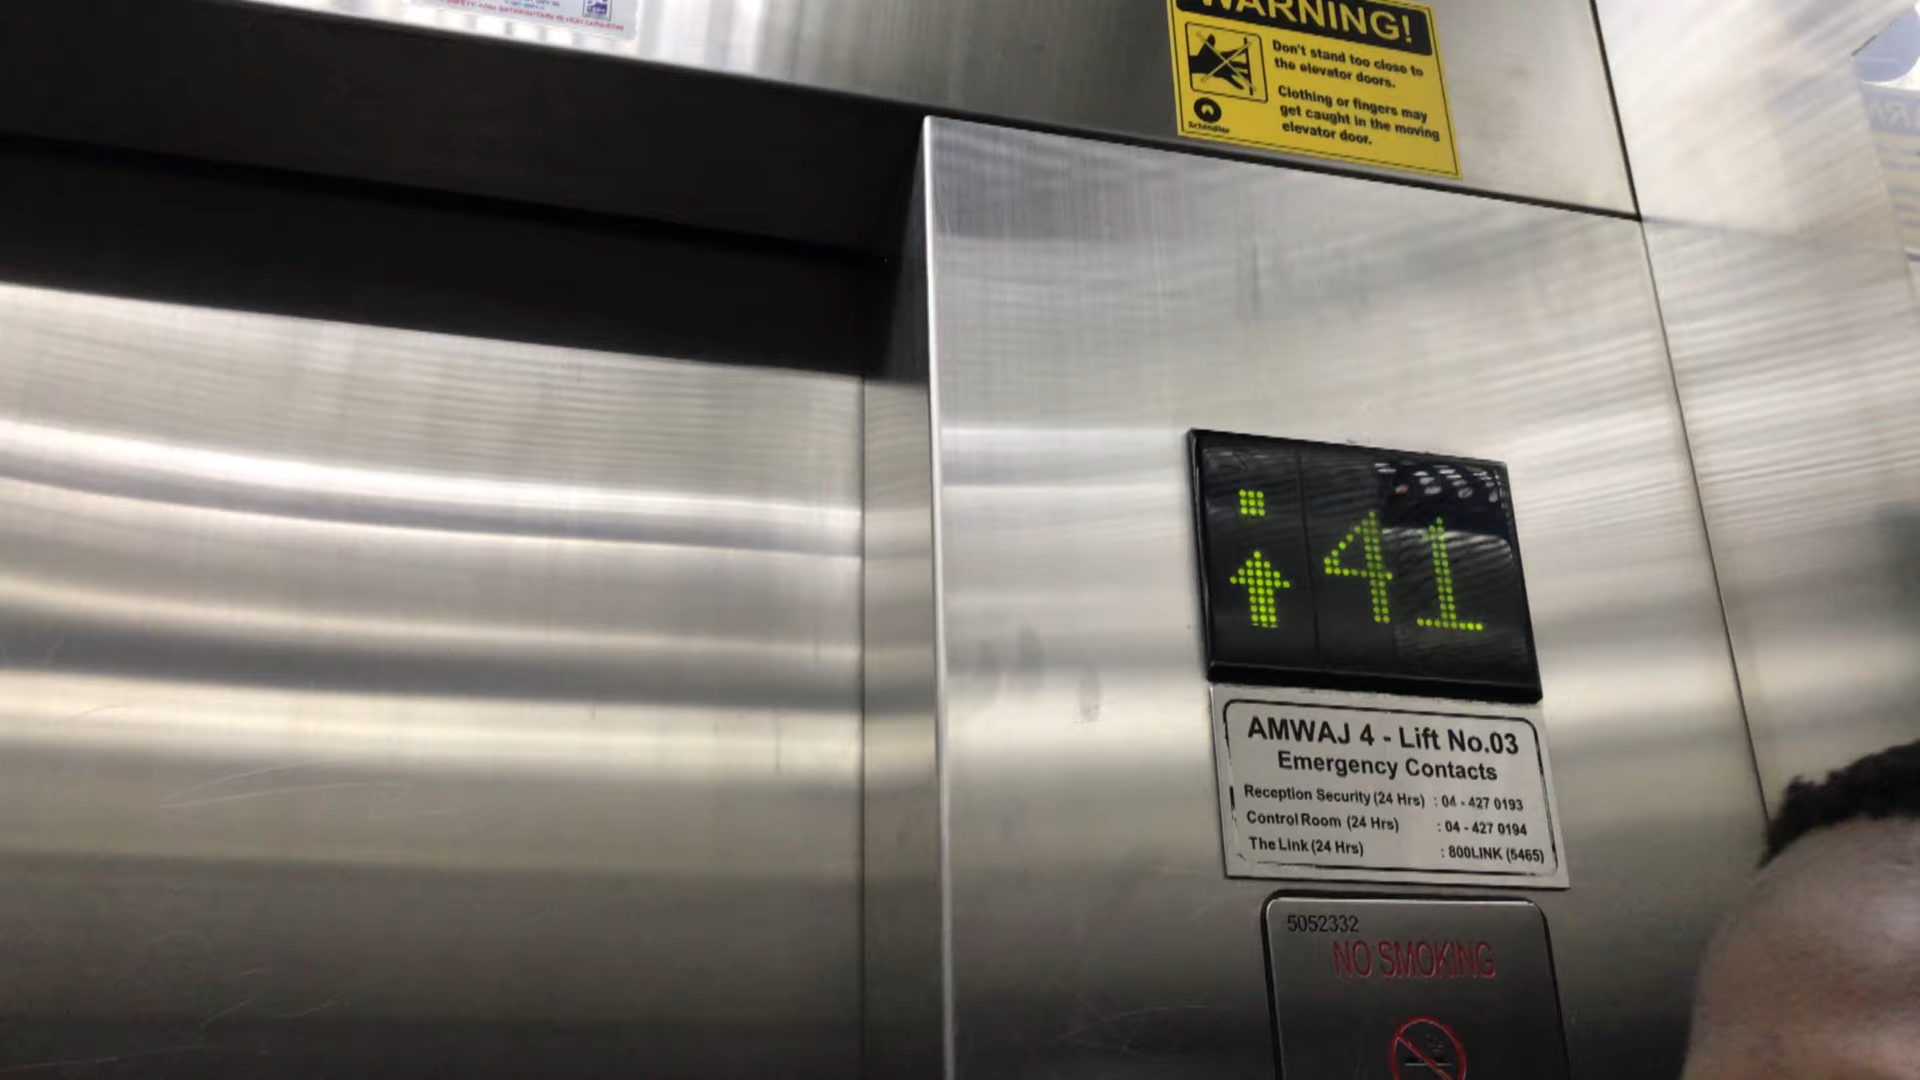 WARNING!
Don't stand too close to
the elevator doors.
Clothing or fingers may
get caught in the moving
elevator door.
Schindler
41
AMWAJ 4 - Lift No.03
Emergency Contacts
Reception Security (24 Hrs) : 04 - 427 0193
Control Room (24 Hrs) : 04 - 427 0194
The Link (24 Hrs) : 800LINK (5465)
5052332
NO SMOKING